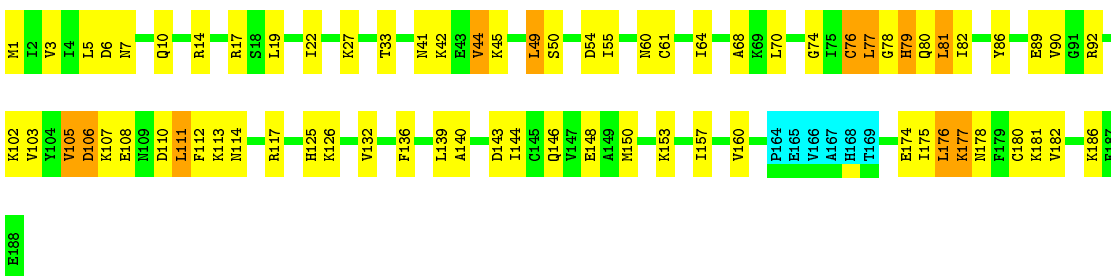 M1 I2 V3 I4 L5 D6 N7 Q10 R14 R17 S18 L19 I22 K27 T33 N41 K42 E43 V44 K45 L49 S50 D54 I55 N60 C61 I64 A68 K69 L70 G74 I75 C76 L77 G78 H79 Q80 L81 I82 Y86 E89 V90 G91 R92
K102 V103 Y104 V105 D106 K107 E108 N109 D110 L111 F112 K113 N114 R117 H125 K126 V132 F136 L139 A140 D143 I144 C145 Q146 V147 E148 A149 M150 K153 I157 V160 P164 E165 V166 A167 H168 T169 E174 I175 L176 K177 N178 F179 C180 K181 V182 K186 F187
E188